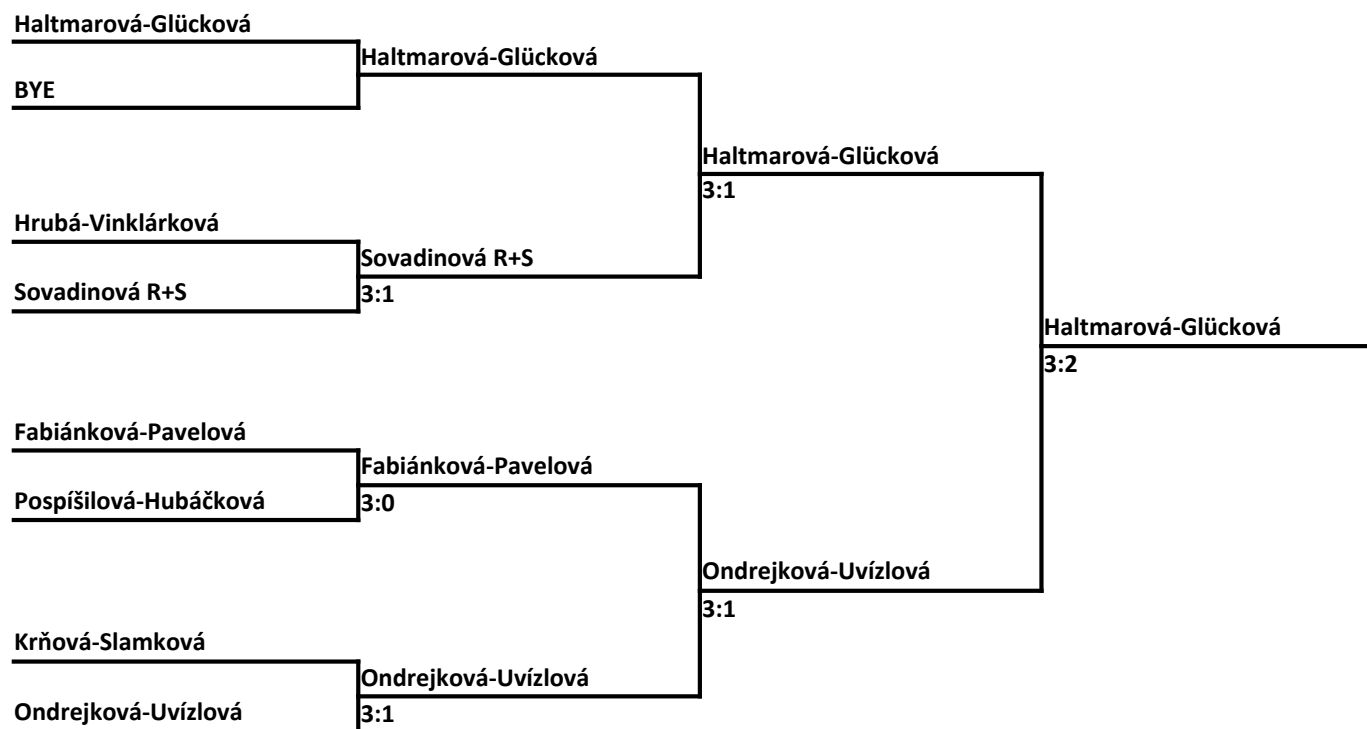 Haltmarová-Glücková
Haltmarová-Glücková
BYE
Haltmarová-Glücková
3:1
Hrubá-Vinklárková
Sovadinová R+S
Sovadinová R+S
3:1
Haltmarová-Glücková
3:2
Fabiánková-Pavelová
Fabiánková-Pavelová
Pospíšilová-Hubáčková
3:0
Ondrejková-Uvízlová
3:1
Krňová-Slamková
Ondrejková-Uvízlová
Ondrejková-Uvízlová
3:1